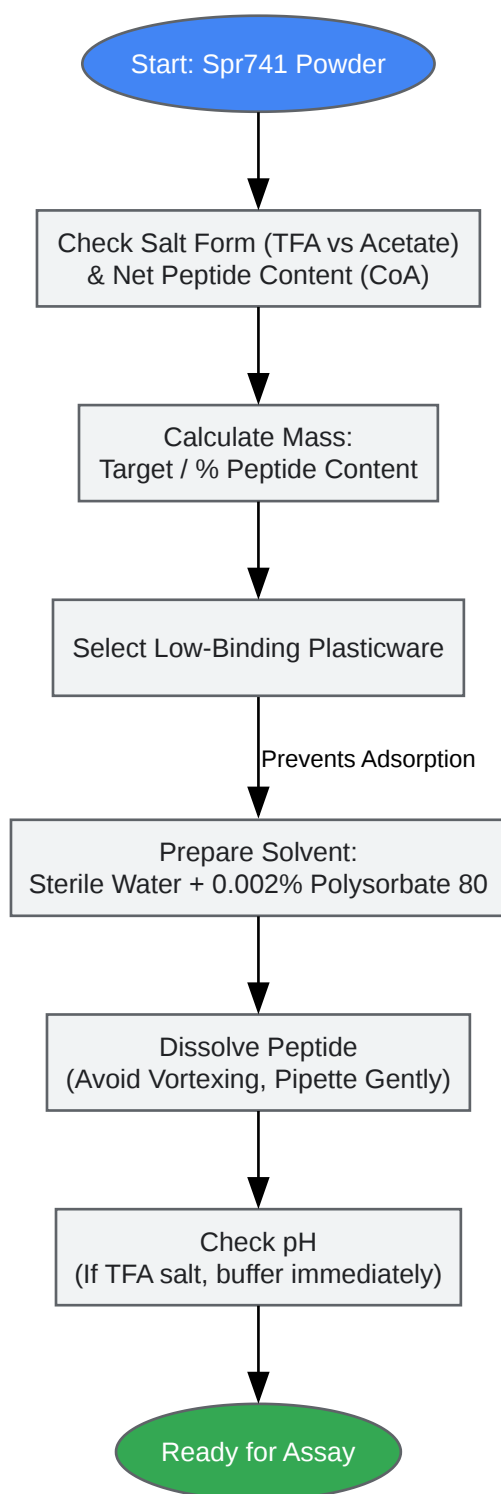 Start: Spr741 Powder
Check Salt Form (TFA vs Acetate)
& Net Peptide Content (CoA)
Calculate Mass:
Target / % Peptide Content
Select Low-Binding Plasticware
Prevents Adsorption
Prepare Solvent:
Sterile Water + 0.002% Polysorbate 80
Dissolve Peptide
(Avoid Vortexing, Pipette Gently)
Check pH
(If TFA salt, buffer immediately)
Ready for Assay